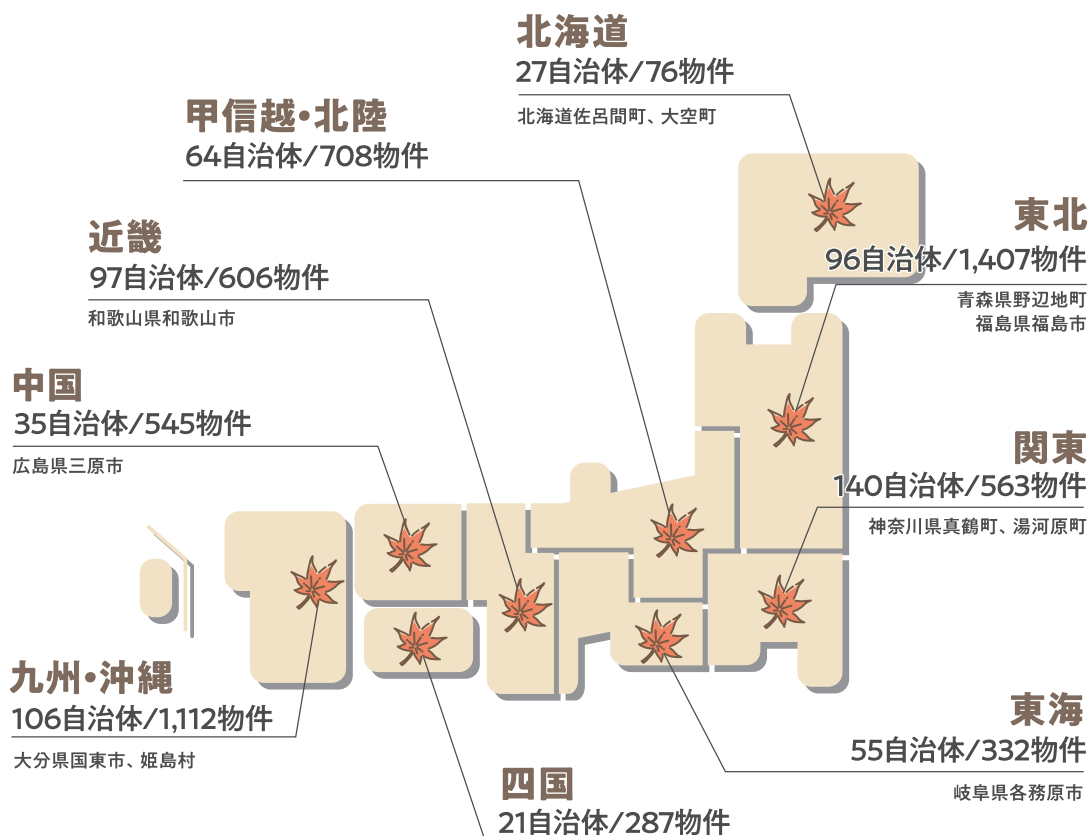 北海道
27自治体/76物件
北海道佐呂間町、大空町
甲信越・北陸
64自治体/708物件
東北
96自治体/1,407物件
青森県野辺地町
福島県福島市
近畿
97自治体/606物件
和歌山県和歌山市
中国
35自治体/545物件
広島県三原市
関東
140自治体/563物件
神奈川県真鶴町、湯河原町
九州・沖縄
106自治体/1,112物件
大分県国東市、姫島村
東海
55自治体/332物件
岐阜県各務原市
四国
21自治体/287物件